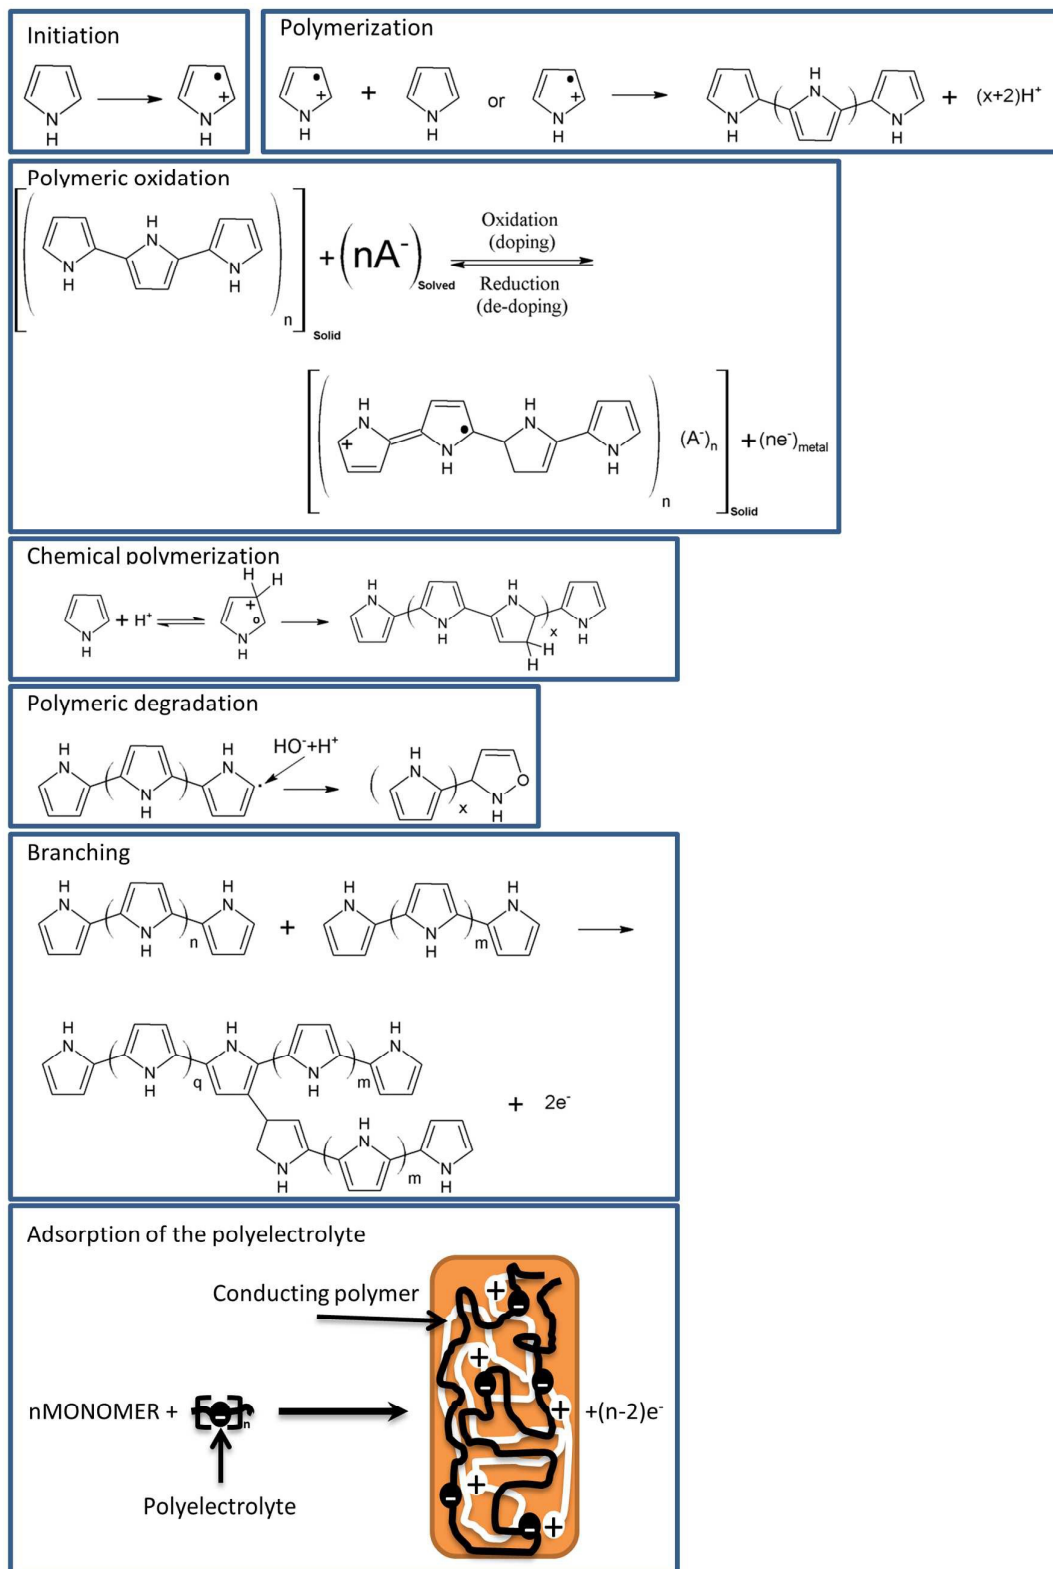 Initiation
N
H
N
H
+
Polymerization
N
H
+
+
N
H
or
N
H
+
N
H
H
N
N
H
+ (x+2)H⁺
Polymeric oxidation
N
H
H
N
N
H
n
Solid
+ (nA⁻)
Solved
Oxidation
(doping)
Reduction
(de-doping)
H
N
+
N
H
H
N
N
H
n
(A⁻)n
Solid
+ (ne⁻)metal
Chemical polymerization
N
H
+ H⁺
H
H
+
o
N
H
H
N
N
H
H
N
H
H
x
N
H
Polymeric degradation
H
N
N
H
H
N
HO⁻+H⁺
H
N
x
O
N
H
Branching
H
N
N
H
n
H
N
+
H
N
N
H
m
H
N
H
N
N
H
q
H
N
N
H
m
H
N
N
H
H
N
m
N
H
+ 2e⁻
Adsorption of the polyelectrolyte
Conducting polymer
nMONOMER + [-]n
+(n-2)e⁻
+
-
+
-
-
+
+
-
-
+
Polyelectrolyte